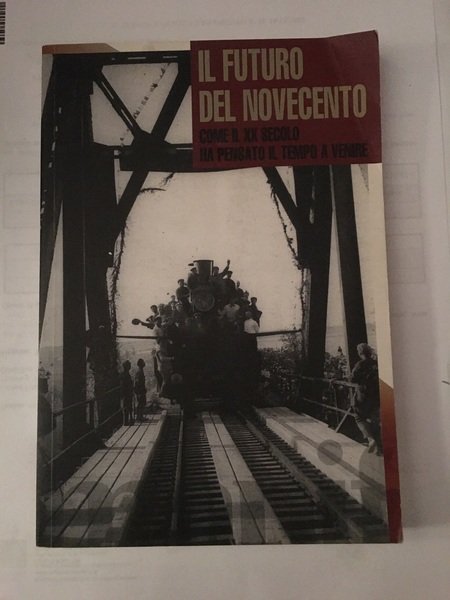 IL FUTURO
DEL NOVECENTO
COME IL XX SECOLO
HA PENSATO IL TEMPO A VENIRE